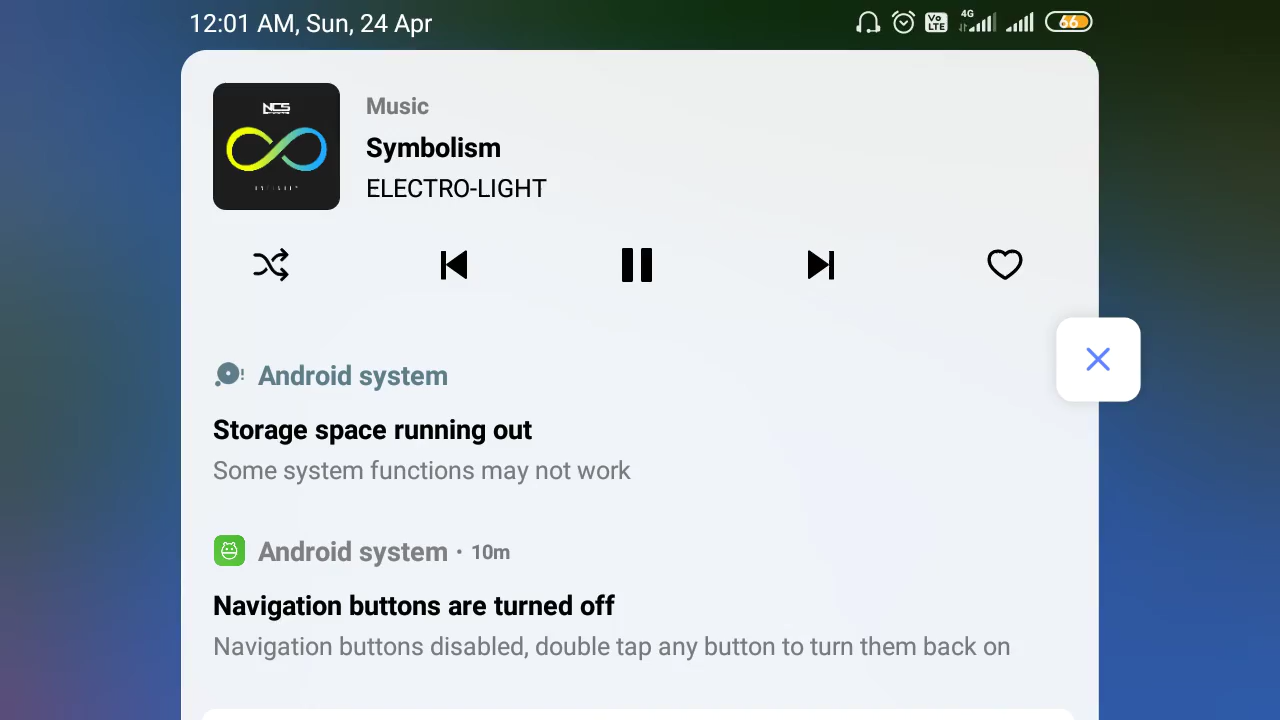 12:01 AM, Sun, 24 Apr
Vo LTE 4G 66
NCS
Music
Symbolism
ELECTRO-LIGHT
Android system
Storage space running out
Some system functions may not work
Android system · 10m
Navigation buttons are turned off
Navigation buttons disabled, double tap any button to turn them back on